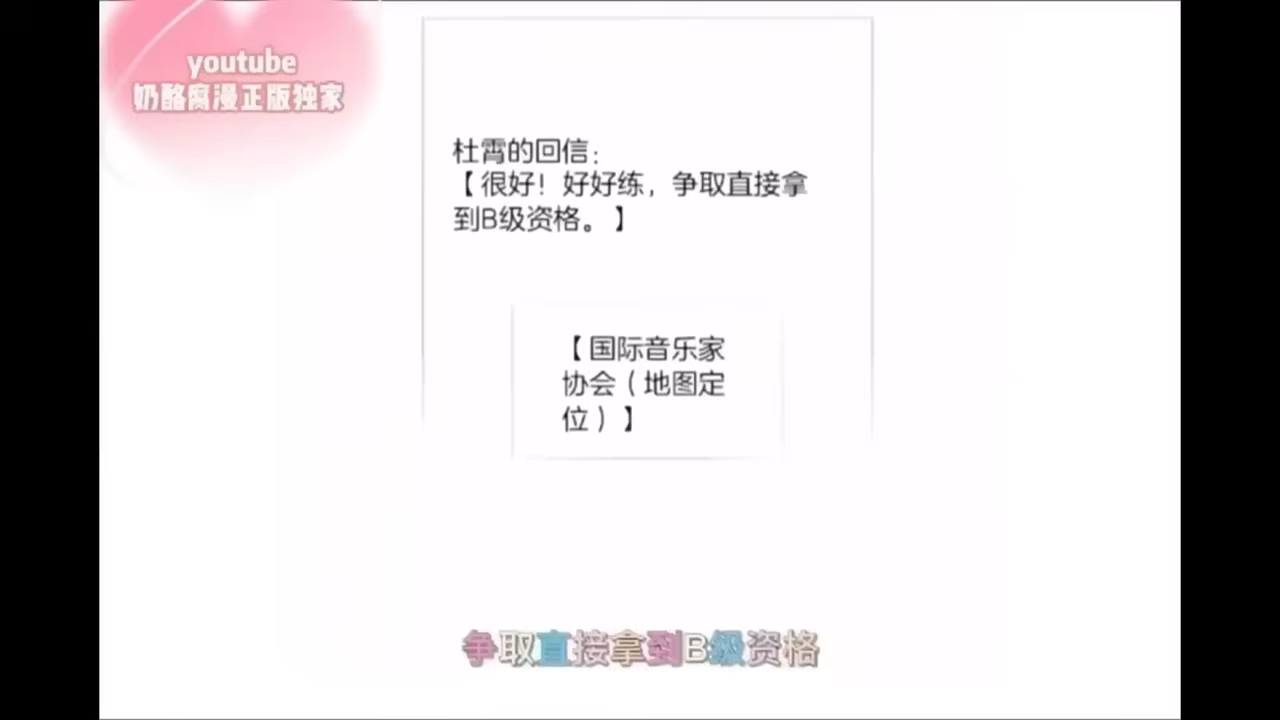 youtube
奶酪腐漫正版独家
杜霄的回信：
【很好！好好练，争取直接拿
到B级资格。】
【国际音乐家
协会（地图定
位）】
争取直接拿到B级资格